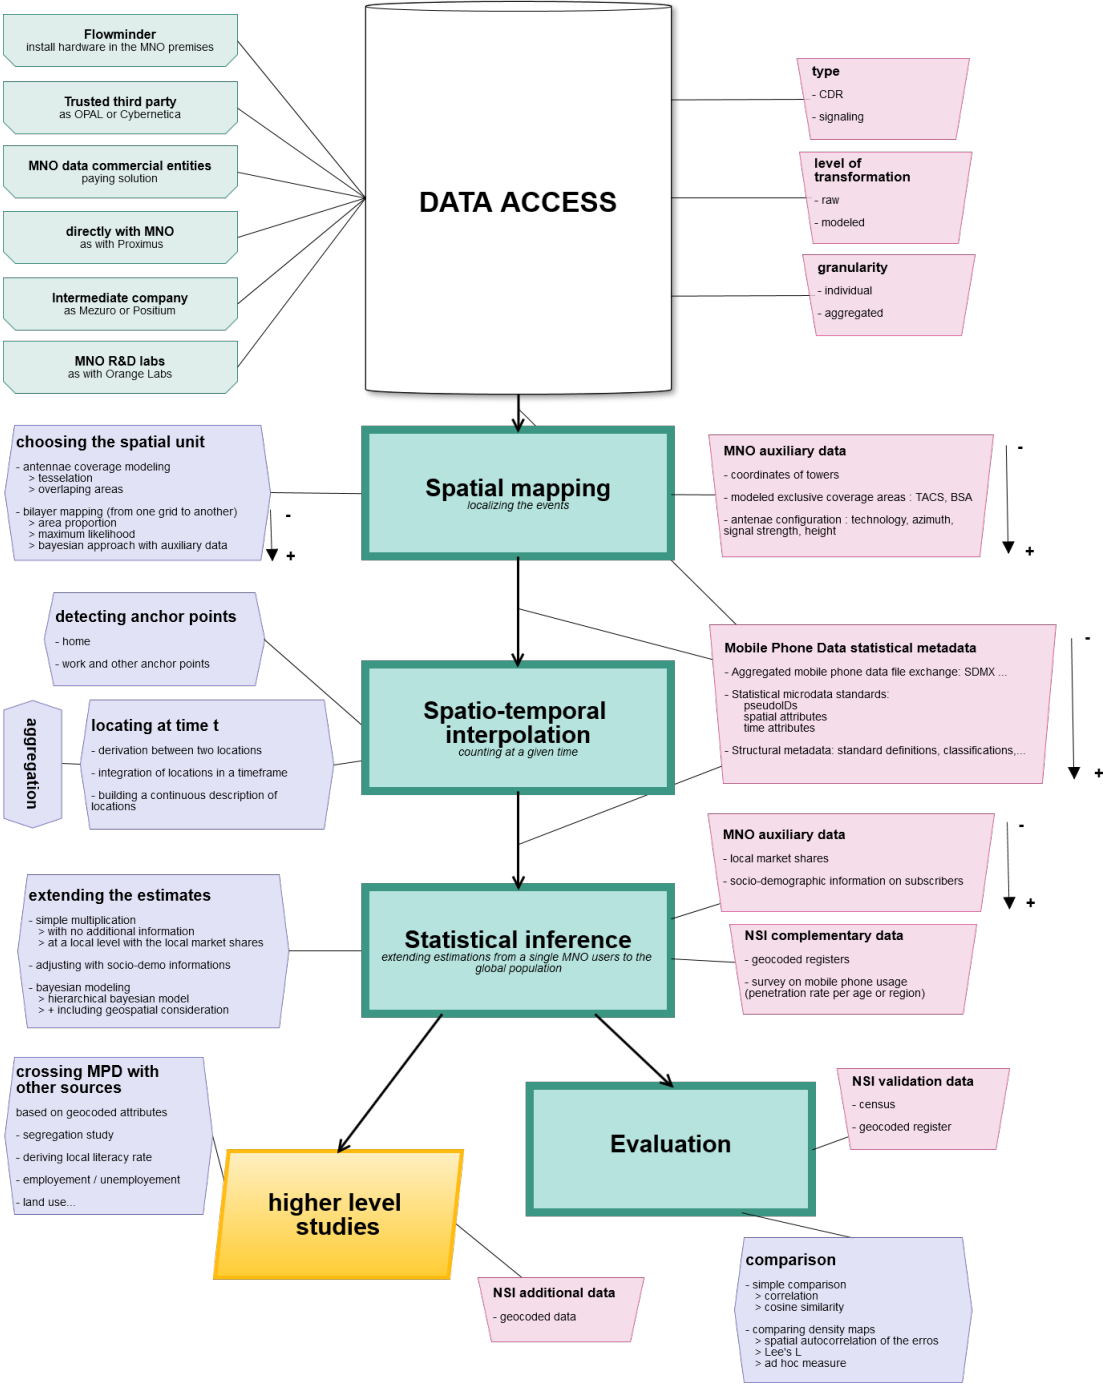 Flowminder
install hardware in the MNO premises
Trusted third party
as OPAL or Cybernetica
MNO data commercial entities
paying solution
directly with MNO
as with Proximus
Intermediate company
as Mezuro or Positium
MNO R&D labs
as with Orange Labs
DATA ACCESS
type
- CDR
- signaling
level of
transformation
- raw
- modeled
granularity
- individual
- aggregated
choosing the spatial unit
- antennae coverage modeling
> tesselation
> overlaping areas
- bilayer mapping (from one grid to another)
> area proportion
> maximum likelihood
> bayesian approach with auxiliary data
-
+
Spatial mapping
localizing the events
MNO auxiliary data
- coordinates of towers
- modeled exclusive coverage areas : TACS, BSA
- antenae configuration : technology, azimuth,
signal strength, height
-
+
detecting anchor points
- home
- work and other anchor points
aggregation
locating at time t
- derivation between two locations
- integration of locations in a timeframe
- building a continuous description of
locations
Spatio-temporal
interpolation
counting at a given time
Mobile Phone Data statistical metadata
- Aggregated mobile phone data file exchange: SDMX ...
- Statistical microdata standards:
pseudoIDs
spatial attributes
time attributes
- Structural metadata: standard definitions, classifications,...
-
+
extending the estimates
- simple multiplication
> with no additional information
> at a local level with the local market shares
- adjusting with socio-demo informations
- bayesian modeling
> hierarchical bayesian model
> + including geospatial consideration
Statistical inference
extending estimations from a single MNO users to the
global population
MNO auxiliary data
- local market shares
- socio-demographic information on subscribers
-
+
NSI complementary data
- geocoded registers
- survey on mobile phone usage
(penetration rate per age or region)
crossing MPD with
other sources
based on geocoded attributes
- segregation study
- deriving local literacy rate
- employement / unemployement
- land use...
higher level
studies
NSI additional data
- geocoded data
Evaluation
NSI validation data
- census
- geocoded register
comparison
- simple comparison
> correlation
> cosine similarity
- comparing density maps
> spatial autocorrelation of the erros
> Lee's L
> ad hoc measure